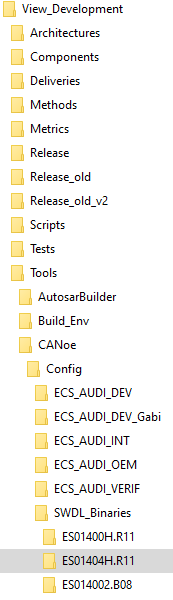 View_Development
Architectures
Components
Deliveries
Methods
Metrics
Release
Release_old
Release_old_v2
Scripts
Tests
Tools
AutosarBuilder
Build_Env
CANoe
Config
ECS_AUDI_DEV
ECS_AUDI_DEV_Gabi
ECS_AUDI_INT
ECS_AUDI_OEM
ECS_AUDI_VERIF
SWDL_Binaries
ES01400H.R11
ES01404H.R11
ES014002.B08